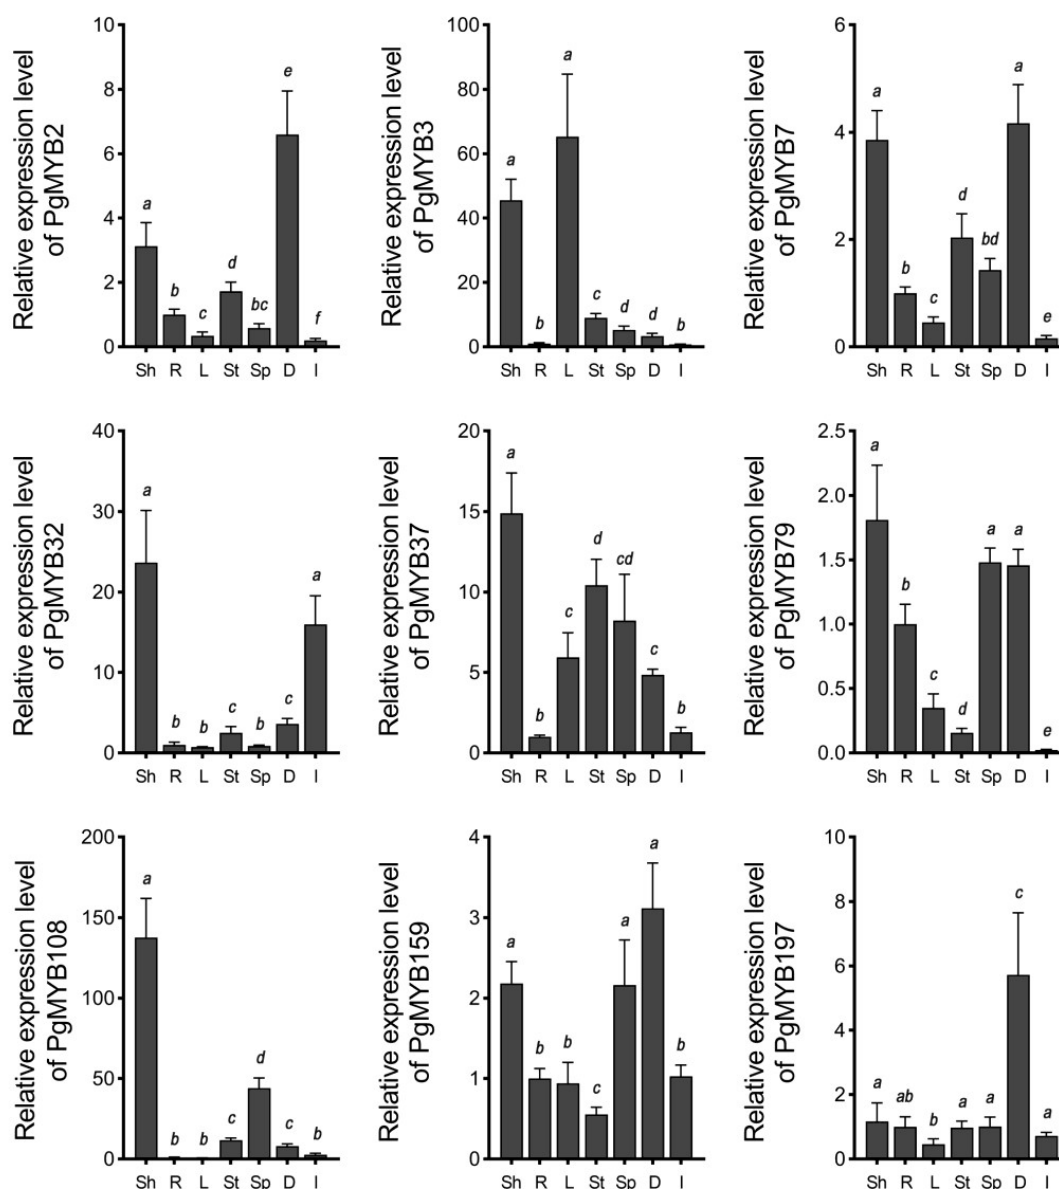 Relative expression level
of PgMYB2
10
8
6
4
2
0
a
b
c
d
bc
e
f
Sh R L St Sp D I
Relative expression level
of PgMYB3
100
80
60
40
20
0
a
b
a
c
d
d
b
Sh R L St Sp D I
Relative expression level
of PgMYB7
6
4
2
0
a
b
c
d
bd
a
e
Sh R L St Sp D I
Relative expression level
of PgMYB32
40
30
20
10
0
a
b
b
c
b
c
a
Sh R L St Sp D I
Relative expression level
of PgMYB37
20
15
10
5
0
a
b
c
d
cd
c
b
Sh R L St Sp D I
Relative expression level
of PgMYB79
2.5
2.0
1.5
1.0
0.5
0.0
a
b
c
d
a
a
e
Sh R L St Sp D I
Relative expression level
of PgMYB108
200
150
100
50
0
a
b
b
c
d
c
b
Sh R L St Sp D I
Relative expression level
of PgMYB159
4
3
2
1
0
a
b
b
c
a
a
b
Sh R L St Sp D I
Relative expression level
of PgMYB197
10
8
6
4
2
0
a
ab
b
a
a
c
a
Sh R L St Sp D I